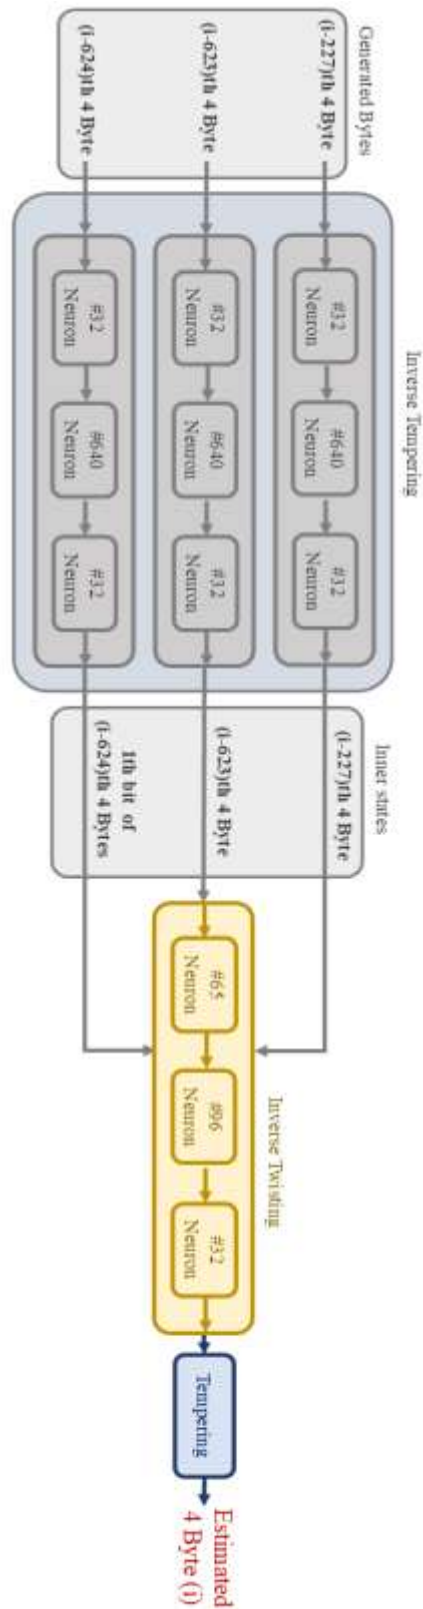 Generated Bytes
(i-227)th 4 Byte
(i-623)th 4 Byte
(i-624)th 4 Byte
Inverse Tempering
#32
Neuron
#640
Neuron
#32
Neuron
#32
Neuron
#640
Neuron
#32
Neuron
#32
Neuron
#640
Neuron
#32
Neuron
Inner states
(i-227)th 4 Byte
(i-623)th 4 Byte
1th bit of
(i-624)th 4 Bytes
Inverse Twisting
#65
Neuron
#96
Neuron
#32
Neuron
Tempering
Estimated
4 Byte (i)